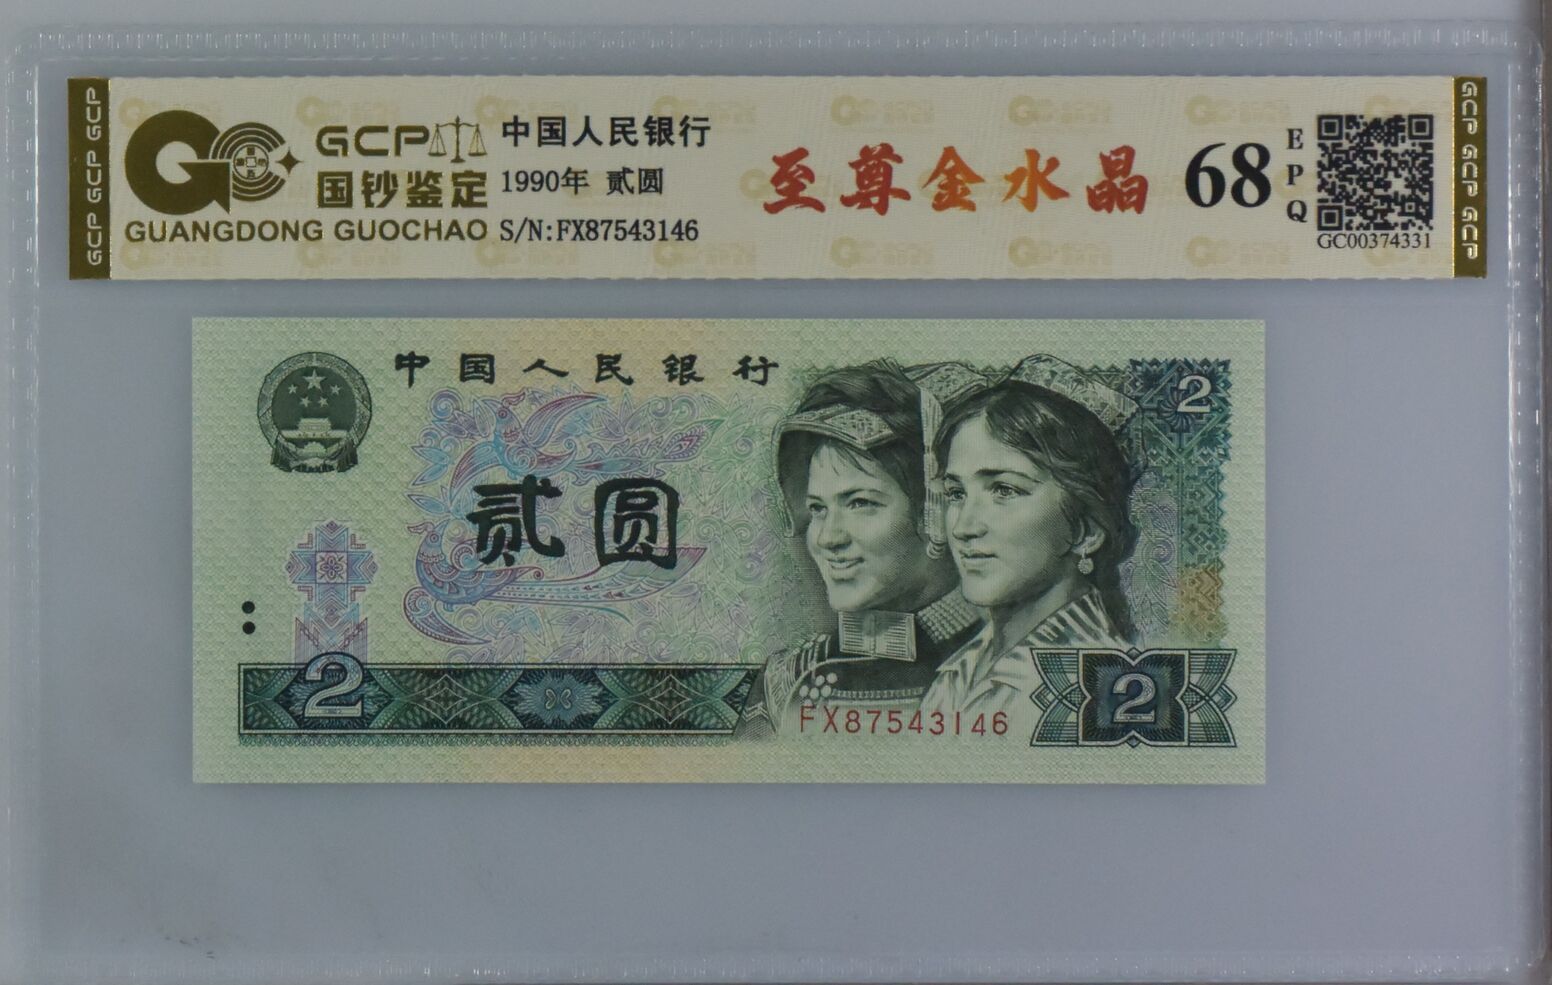 GCP GCP GCP
GCP
国钞鉴定
GUANGDONG GUOCHAO
中国人民银行
1990年 贰圆
S/N:FX87543146
至尊金水晶
68
EPQ
GC00374331
GCP GCP GCP
中国人民银行
2
贰圆
2
FX87543146
2